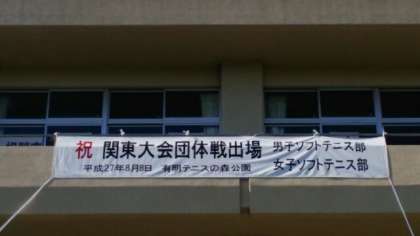 祝 関東大会団体戦出場 男子ソフトテニス部
平成27年8月8日 有明テニスの森公園 女子ソフトテニス部